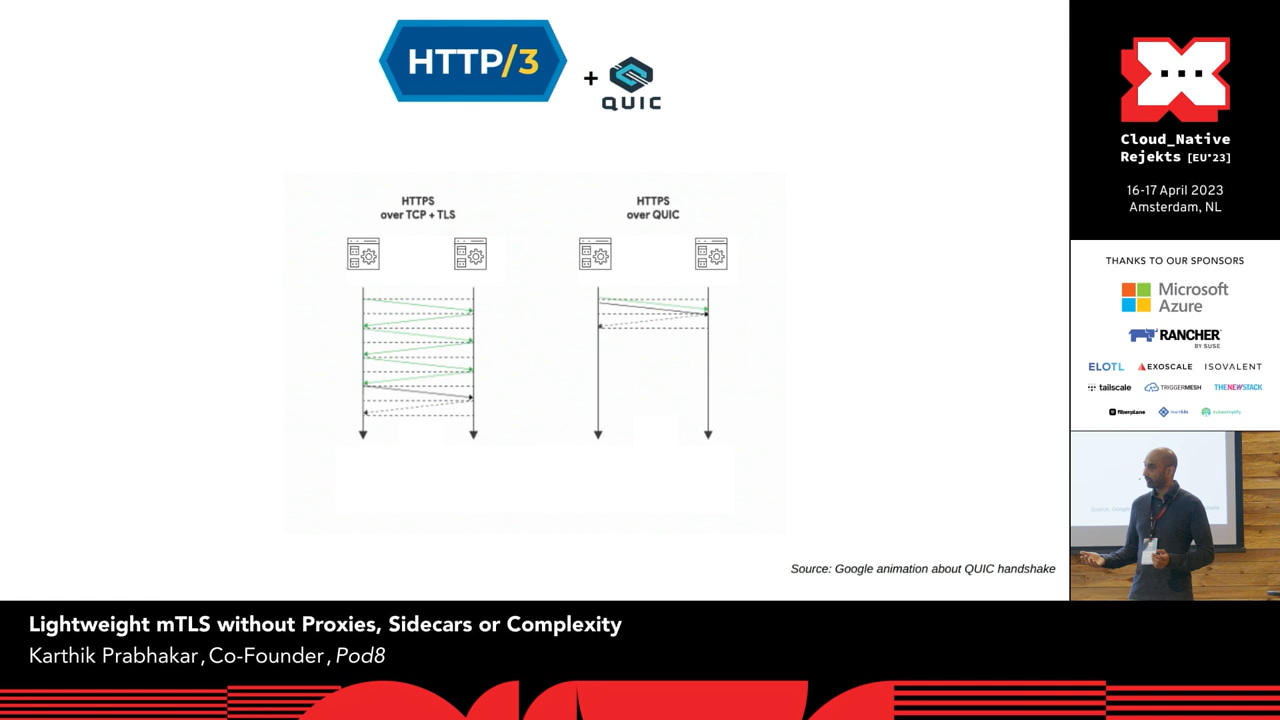 HTTP/3
+
QUIC
HTTPS
over TCP + TLS
HTTPS
over QUIC
Source: Google animation about QUIC handshake
Cloud_Native
Rejekts [EU*23]
16-17 April 2023
Amsterdam, NL
THANKS TO OUR SPONSORS
Microsoft
Azure
RANCHER
BY SUSE
ELOTL
EXOSCALE
ISOVALENT
tailscale
TRIGGERMESH
THENEWSTACK
fiberplane
kubesimplify
Lightweight mTLS without Proxies, Sidecars or Complexity
Karthik Prabhakar, Co-Founder, Pod8